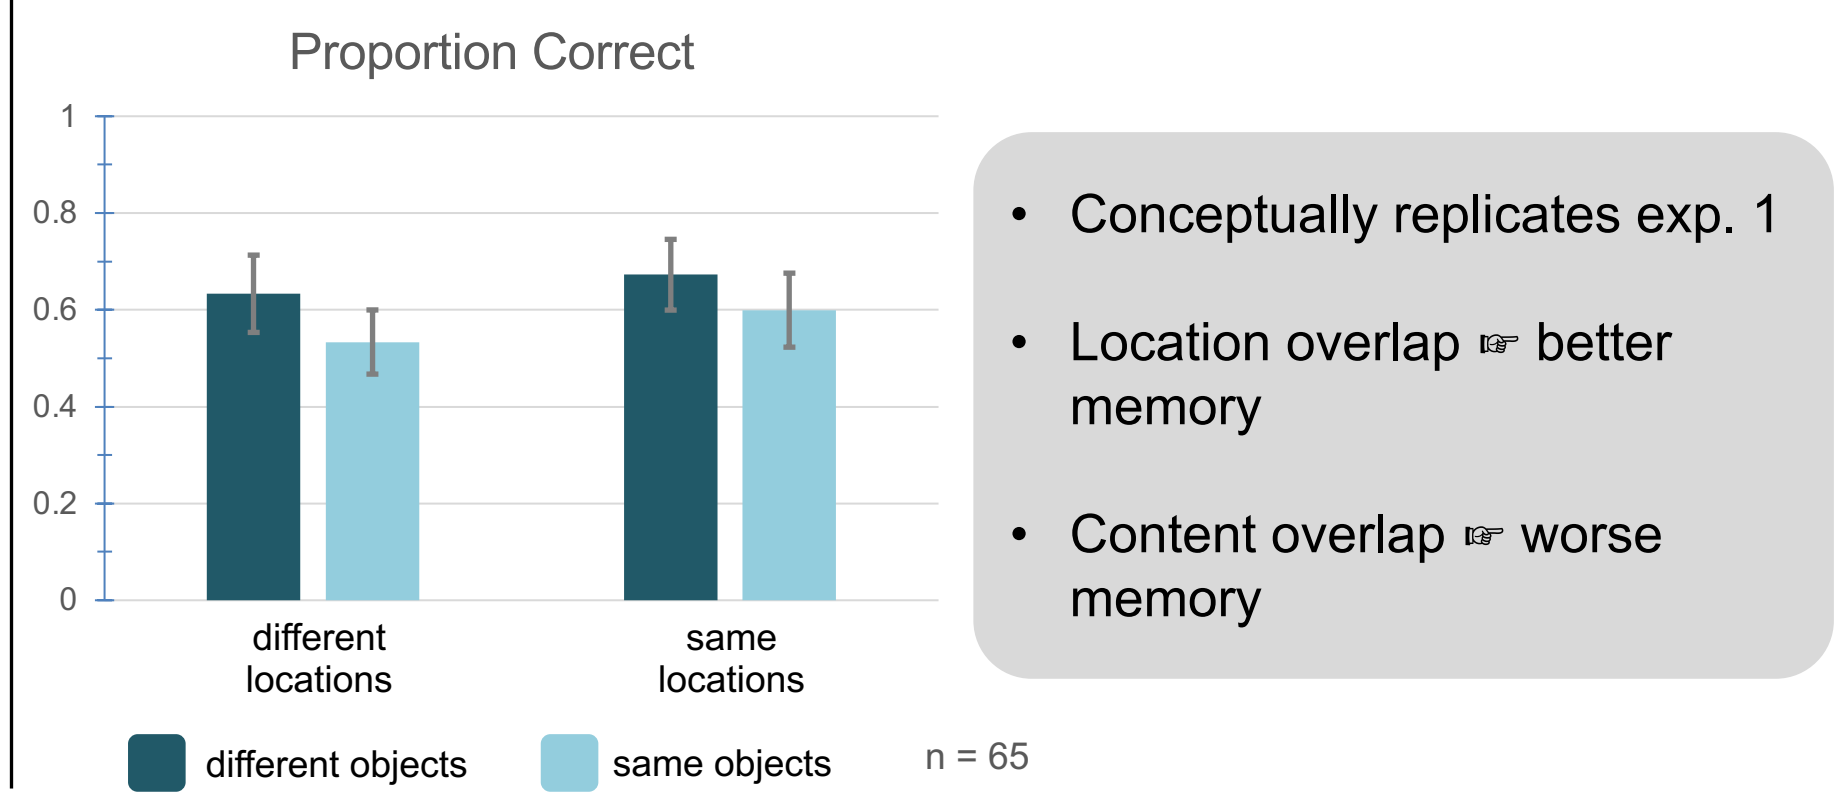 Proportion Correct
1
0.8
0.6
0.4
0.2
0
different
locations
same
locations
different objects
same objects
n = 65
• Conceptually replicates exp. 1
• Location overlap ☞ better
memory
• Content overlap ☞ worse
memory